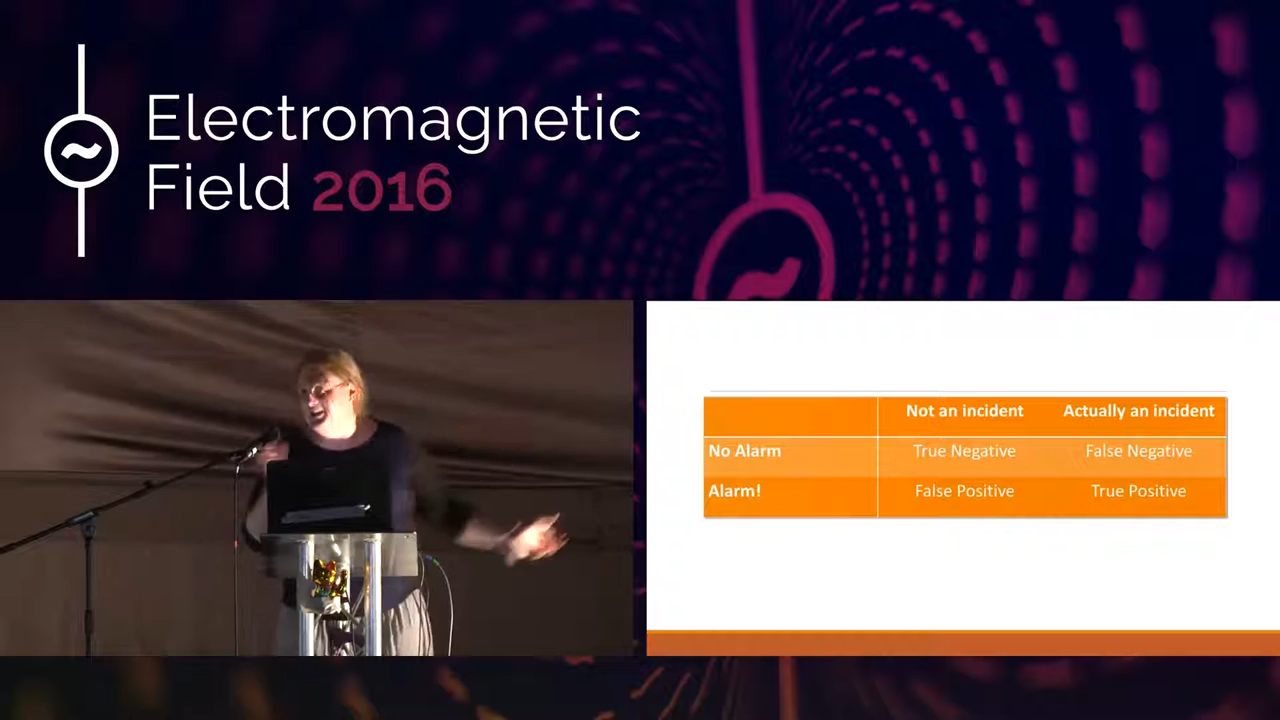 Electromagnetic
Field 2016
Not an incident Actually an incident
No Alarm True Negative False Negative
Alarm! False Positive True Positive